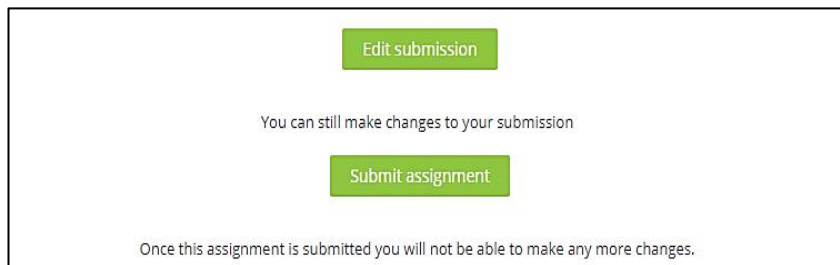 Edit submission
You can still make changes to your submission
Submit assignment
Once this assignment is submitted you will not be able to make any more changes.